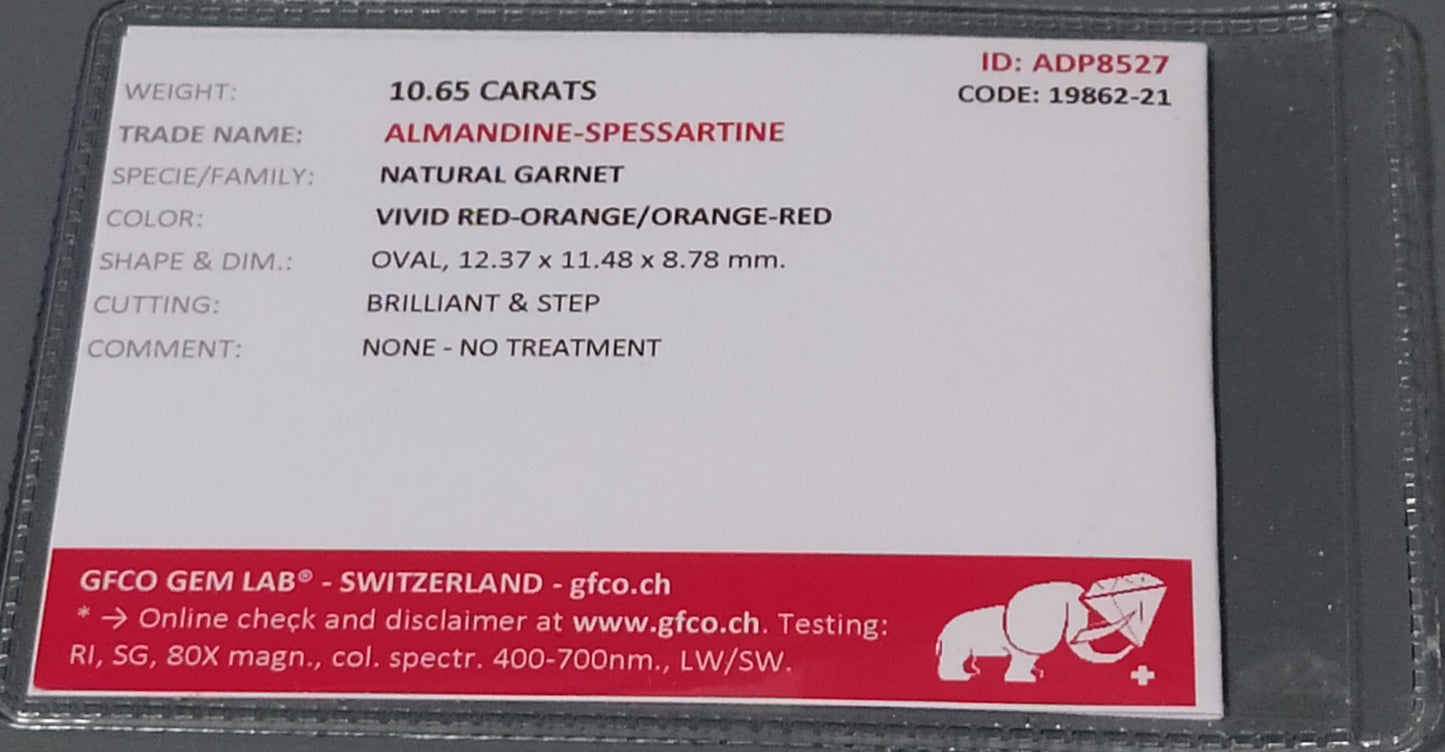 ID: ADP8527
WEIGHT: 10.65 CARATS
CODE: 19862-21
TRADE NAME: ALMANDINE-SPESSARTINE
SPECIE/FAMILY: NATURAL GARNET
COLOR: VIVID RED-ORANGE/ORANGE-RED
SHAPE & DIM.: OVAL, 12.37 x 11.48 x 8.78 mm.
CUTTING: BRILLIANT & STEP
COMMENT: NONE - NO TREATMENT
GFCO GEM LAB® - SWITZERLAND - gfco.ch
* → Online check and disclaimer at www.gfco.ch. Testing:
RI, SG, 80X magn., col. spectr. 400-700nm., LW/SW.